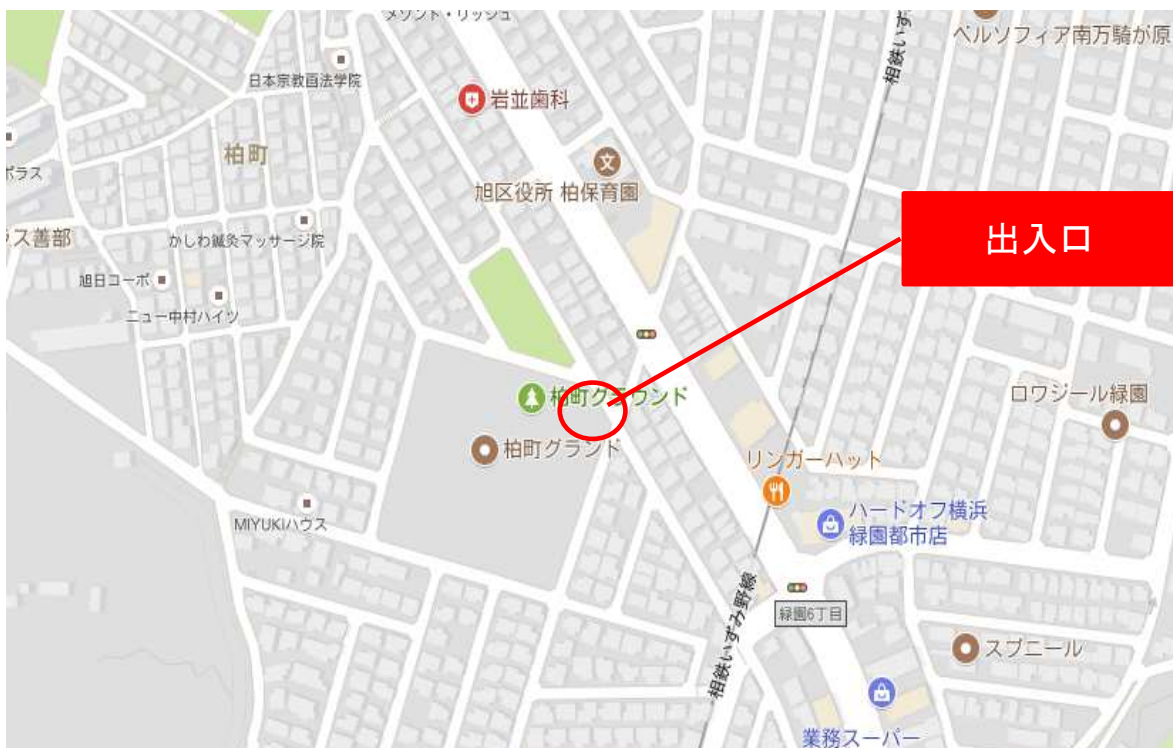 メゾンド・リッシュ
ベルソフィア南万騎が原
相鉄いず
日本宗教画法学院
岩並歯科
柏町
旭区役所 柏保育園
ポラス
ス善部
かしわ鍼灸マッサージ院
出入口
旭日コーポ
ニュー中村ハイツ
柏町グラウンド
ロワジール緑園
柏町グランド
リンガーハット
MIYUKIハウス
ハードオフ横浜
緑園都市店
相鉄いずみ野線
緑園6丁目
スプニール
業務スーパー